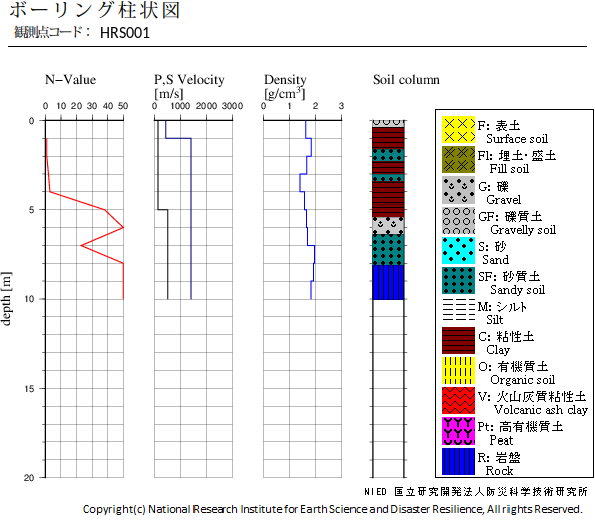 ボーリング柱状図
観測点コード： HRS001
N-Value
P,S Velocity
[m/s]
Density
[g/cm3]
Soil column
0 10 20 30 40 50
0 1000 2000 3000
0 1 2 3
0
5
10
15
20
depth [m]
F: 表土
Surface soil
Fl: 埋土・盛土
Fill soil
G: 礫
Gravel
GF: 礫質土
Gravelly soil
S: 砂
Sand
SF: 砂質土
Sandy soil
M: シルト
Silt
C: 粘性土
Clay
O: 有機質土
Organic soil
V: 火山灰質粘性土
Volcanic ash clay
Pt: 高有機質土
Peat
R: 岩盤
Rock
NIED 国立研究開発法人防災科学技術研究所
Copyright(c) National Research Institute for Earth Science and Disaster Resilience, All rights Reserved.